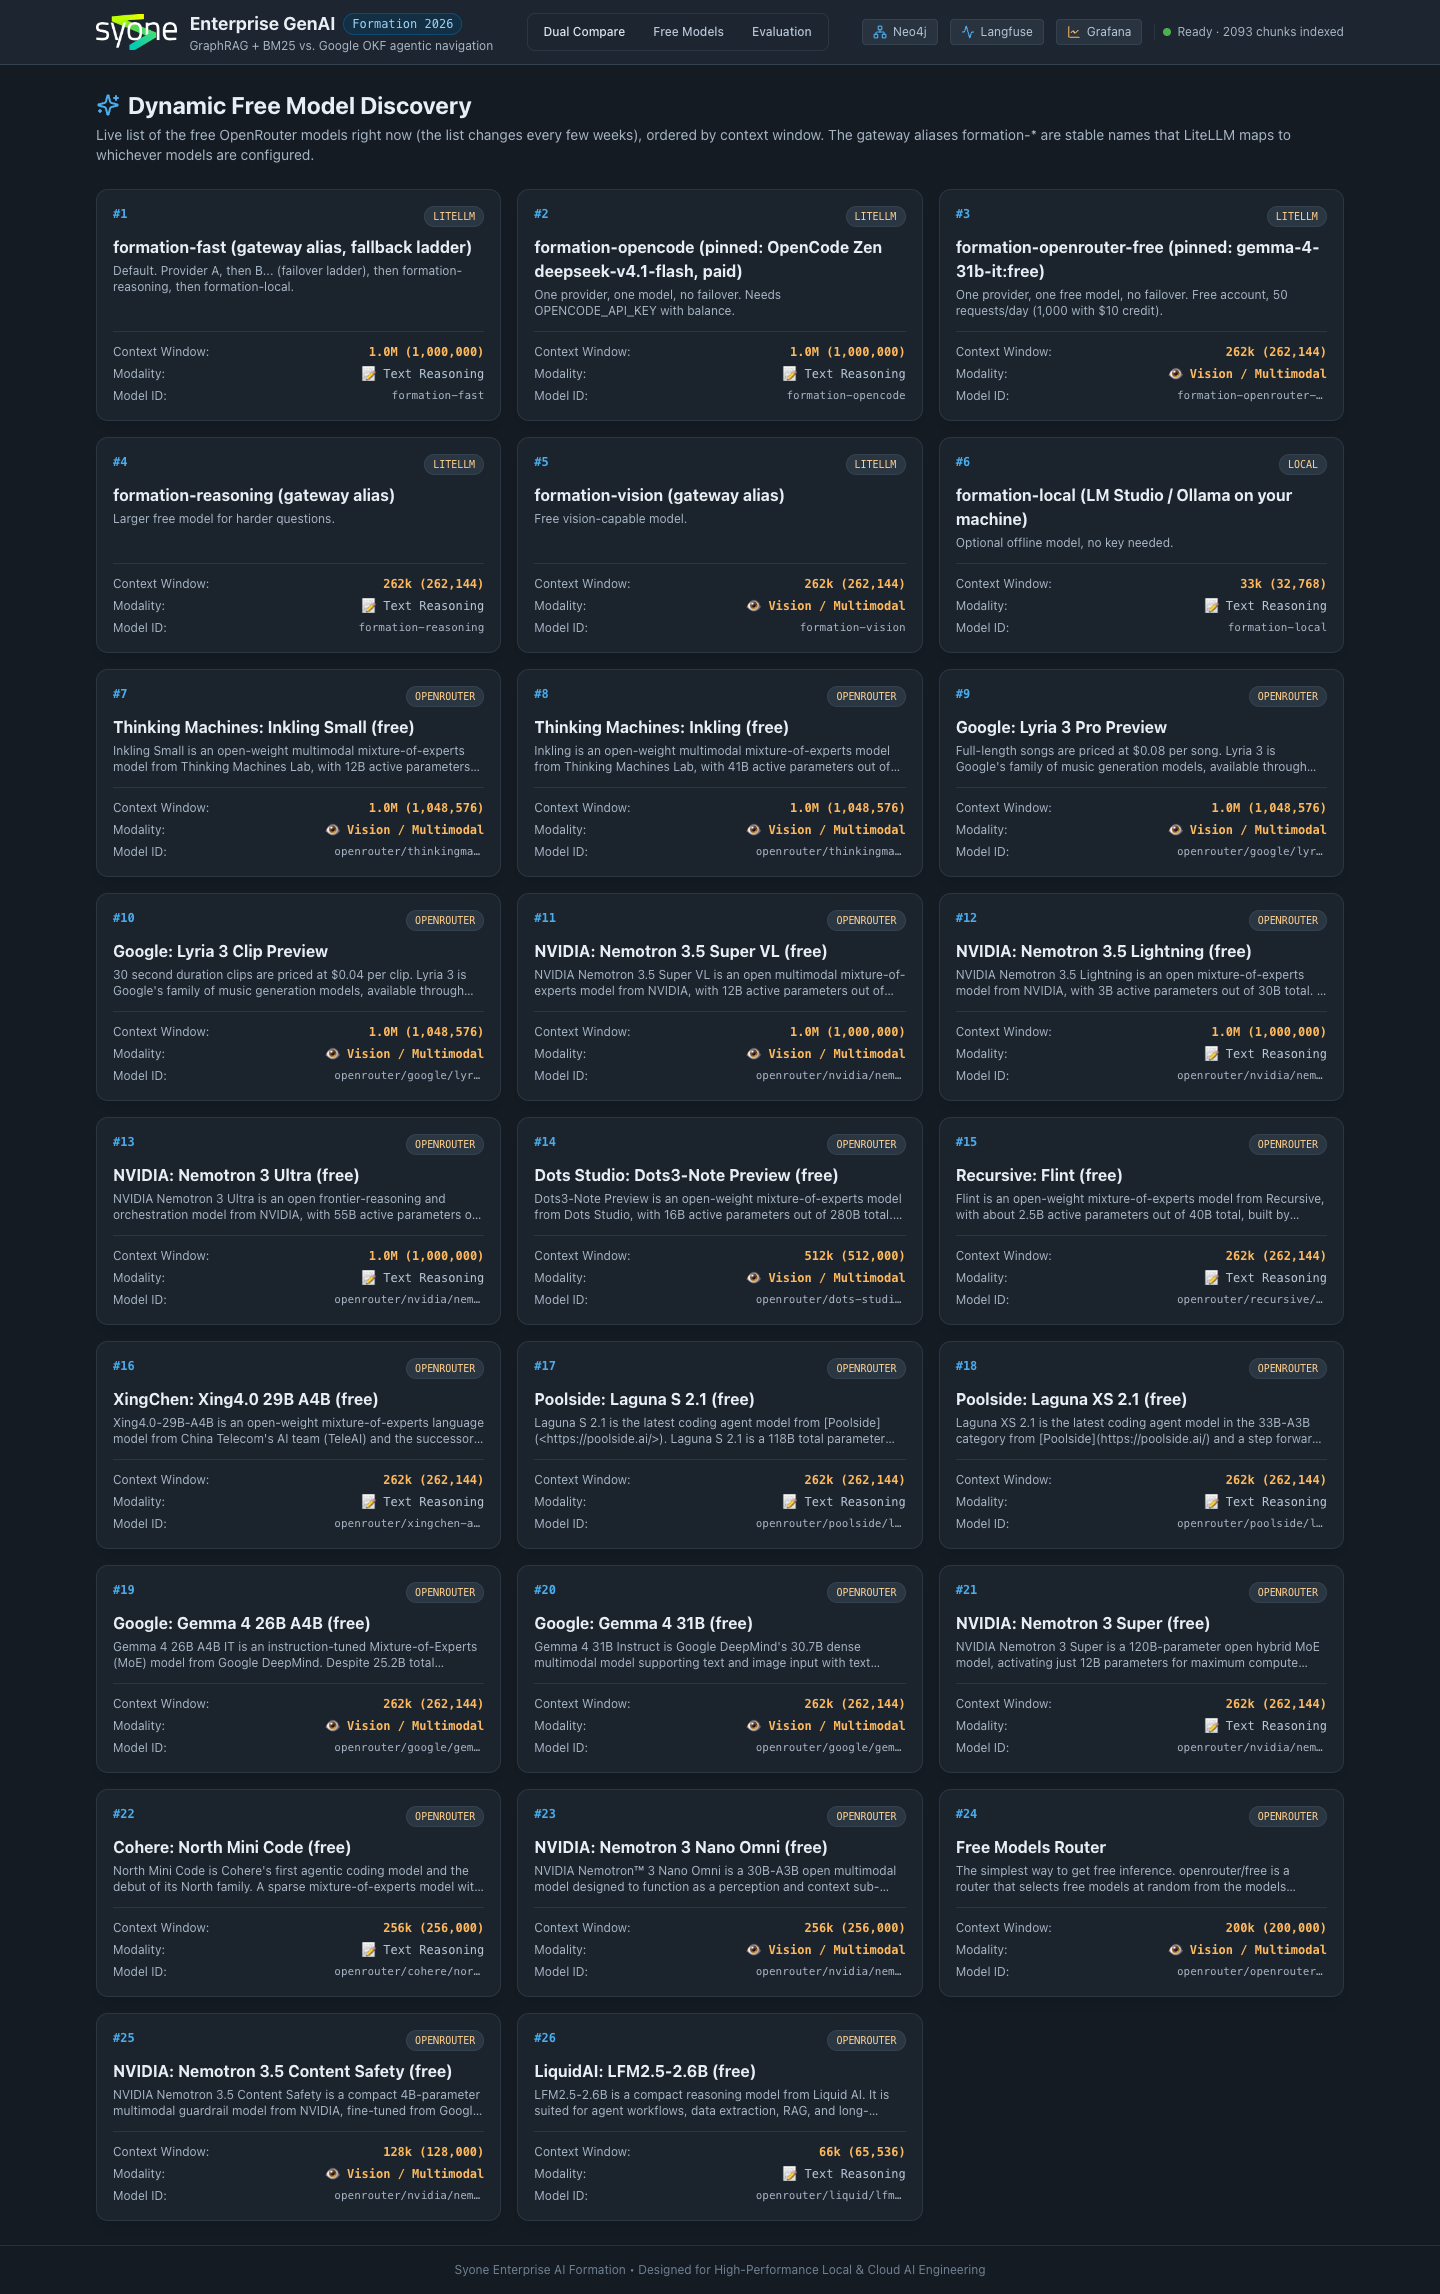 syone
Enterprise GenAI
Formation 2026
GraphRAG + BM25 vs. Google OKF agentic navigation
Dual Compare
Free Models
Evaluation
Neo4j
Langfuse
Grafana
Ready · 2093 chunks indexed
Dynamic Free Model Discovery
Live list of the free OpenRouter models right now (the list changes every few weeks), ordered by context window. The gateway aliases formation-* are stable names that LiteLLM maps to
whichever models are configured.
#1
LITELLM
formation-fast (gateway alias, fallback ladder)
Default. Provider A, then B... (failover ladder), then formation-
reasoning, then formation-local.
Context Window:
1.0M (1,000,000)
Modality:
📝 Text Reasoning
Model ID:
formation-fast
#2
LITELLM
formation-opencode (pinned: OpenCode Zen
deepseek-v4.1-flash, paid)
One provider, one model, no failover. Needs
OPENCODE_API_KEY with balance.
Context Window:
1.0M (1,000,000)
Modality:
📝 Text Reasoning
Model ID:
formation-opencode
#3
LITELLM
formation-openrouter-free (pinned: gemma-4-
31b-it:free)
One provider, one free model, no failover. Free account, 50
requests/day (1,000 with $10 credit).
Context Window:
262k (262,144)
Modality:
👁 Vision / Multimodal
Model ID:
formation-openrouter-…
#4
LITELLM
formation-reasoning (gateway alias)
Larger free model for harder questions.
Context Window:
262k (262,144)
Modality:
📝 Text Reasoning
Model ID:
formation-reasoning
#5
LITELLM
formation-vision (gateway alias)
Free vision-capable model.
Context Window:
262k (262,144)
Modality:
👁 Vision / Multimodal
Model ID:
formation-vision
#6
LOCAL
formation-local (LM Studio / Ollama on your
machine)
Optional offline model, no key needed.
Context Window:
33k (32,768)
Modality:
📝 Text Reasoning
Model ID:
formation-local
#7
OPENROUTER
Thinking Machines: Inkling Small (free)
Inkling Small is an open-weight multimodal mixture-of-experts
model from Thinking Machines Lab, with 12B active parameters…
Context Window:
1.0M (1,048,576)
Modality:
👁 Vision / Multimodal
Model ID:
openrouter/thinkingma…
#8
OPENROUTER
Thinking Machines: Inkling (free)
Inkling is an open-weight multimodal mixture-of-experts model
from Thinking Machines Lab, with 41B active parameters out of…
Context Window:
1.0M (1,048,576)
Modality:
👁 Vision / Multimodal
Model ID:
openrouter/thinkingma…
#9
OPENROUTER
Google: Lyria 3 Pro Preview
Full-length songs are priced at $0.08 per song. Lyria 3 is
Google's family of music generation models, available through…
Context Window:
1.0M (1,048,576)
Modality:
👁 Vision / Multimodal
Model ID:
openrouter/google/lyr…
#10
OPENROUTER
Google: Lyria 3 Clip Preview
30 second duration clips are priced at $0.04 per clip. Lyria 3 is
Google's family of music generation models, available through…
Context Window:
1.0M (1,048,576)
Modality:
👁 Vision / Multimodal
Model ID:
openrouter/google/lyr…
#11
OPENROUTER
NVIDIA: Nemotron 3.5 Super VL (free)
NVIDIA Nemotron 3.5 Super VL is an open multimodal mixture-of-
experts model from NVIDIA, with 12B active parameters out of…
Context Window:
1.0M (1,000,000)
Modality:
👁 Vision / Multimodal
Model ID:
openrouter/nvidia/nem…
#12
OPENROUTER
NVIDIA: Nemotron 3.5 Lightning (free)
NVIDIA Nemotron 3.5 Lightning is an open mixture-of-experts
model from NVIDIA, with 3B active parameters out of 30B total. …
Context Window:
1.0M (1,000,000)
Modality:
📝 Text Reasoning
Model ID:
openrouter/nvidia/nem…
#13
OPENROUTER
NVIDIA: Nemotron 3 Ultra (free)
NVIDIA Nemotron 3 Ultra is an open frontier-reasoning and
orchestration model from NVIDIA, with 55B active parameters o…
Context Window:
1.0M (1,000,000)
Modality:
📝 Text Reasoning
Model ID:
openrouter/nvidia/nem…
#14
OPENROUTER
Dots Studio: Dots3-Note Preview (free)
Dots3-Note Preview is an open-weight mixture-of-experts model
from Dots Studio, with 16B active parameters out of 280B total.…
Context Window:
512k (512,000)
Modality:
👁 Vision / Multimodal
Model ID:
openrouter/dots-studi…
#15
OPENROUTER
Recursive: Flint (free)
Flint is an open-weight mixture-of-experts model from Recursive,
with about 2.5B active parameters out of 40B total, built by…
Context Window:
262k (262,144)
Modality:
📝 Text Reasoning
Model ID:
openrouter/recursive/…
#16
OPENROUTER
XingChen: Xing4.0 29B A4B (free)
Xing4.0-29B-A4B is an open-weight mixture-of-experts language
model from China Telecom's AI team (TeleAI) and the successor…
Context Window:
262k (262,144)
Modality:
📝 Text Reasoning
Model ID:
openrouter/xingchen-a…
#17
OPENROUTER
Poolside: Laguna S 2.1 (free)
Laguna S 2.1 is the latest coding agent model from [Poolside]
(<https://poolside.ai/>). Laguna S 2.1 is a 118B total parameter…
Context Window:
262k (262,144)
Modality:
📝 Text Reasoning
Model ID:
openrouter/poolside/l…
#18
OPENROUTER
Poolside: Laguna XS 2.1 (free)
Laguna XS 2.1 is the latest coding agent model in the 33B-A3B
category from [Poolside](https://poolside.ai/) and a step forwar…
Context Window:
262k (262,144)
Modality:
📝 Text Reasoning
Model ID:
openrouter/poolside/l…
#19
OPENROUTER
Google: Gemma 4 26B A4B (free)
Gemma 4 26B A4B IT is an instruction-tuned Mixture-of-Experts
(MoE) model from Google DeepMind. Despite 25.2B total…
Context Window:
262k (262,144)
Modality:
👁 Vision / Multimodal
Model ID:
openrouter/google/gem…
#20
OPENROUTER
Google: Gemma 4 31B (free)
Gemma 4 31B Instruct is Google DeepMind's 30.7B dense
multimodal model supporting text and image input with text…
Context Window:
262k (262,144)
Modality:
👁 Vision / Multimodal
Model ID:
openrouter/google/gem…
#21
OPENROUTER
NVIDIA: Nemotron 3 Super (free)
NVIDIA Nemotron 3 Super is a 120B-parameter open hybrid MoE
model, activating just 12B parameters for maximum compute…
Context Window:
262k (262,144)
Modality:
📝 Text Reasoning
Model ID:
openrouter/nvidia/nem…
#22
OPENROUTER
Cohere: North Mini Code (free)
North Mini Code is Cohere's first agentic coding model and the
debut of its North family. A sparse mixture-of-experts model wit…
Context Window:
256k (256,000)
Modality:
📝 Text Reasoning
Model ID:
openrouter/cohere/nor…
#23
OPENROUTER
NVIDIA: Nemotron 3 Nano Omni (free)
NVIDIA Nemotron™ 3 Nano Omni is a 30B-A3B open multimodal
model designed to function as a perception and context sub-…
Context Window:
256k (256,000)
Modality:
👁 Vision / Multimodal
Model ID:
openrouter/nvidia/nem…
#24
OPENROUTER
Free Models Router
The simplest way to get free inference. openrouter/free is a
router that selects free models at random from the models…
Context Window:
200k (200,000)
Modality:
👁 Vision / Multimodal
Model ID:
openrouter/openrouter…
#25
OPENROUTER
NVIDIA: Nemotron 3.5 Content Safety (free)
NVIDIA Nemotron 3.5 Content Safety is a compact 4B-parameter
multimodal guardrail model from NVIDIA, fine-tuned from Googl…
Context Window:
128k (128,000)
Modality:
👁 Vision / Multimodal
Model ID:
openrouter/nvidia/nem…
#26
OPENROUTER
LiquidAI: LFM2.5-2.6B (free)
LFM2.5-2.6B is a compact reasoning model from Liquid AI. It is
suited for agent workflows, data extraction, RAG, and long-…
Context Window:
66k (65,536)
Modality:
📝 Text Reasoning
Model ID:
openrouter/liquid/lfm…
Syone Enterprise AI Formation • Designed for High-Performance Local & Cloud AI Engineering